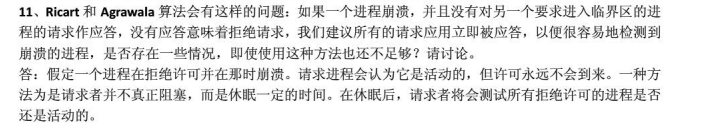 11、Ricart 和 Agrawala 算法会有这样的问题：如果一个进程崩溃，并且没有对另一个要求进入临界区的进
程的请求作应答，没有应答意味着拒绝请求，我们建议所有的请求应用立即被应答，以便很容易地检测到
崩溃的进程，是否存在一些情况，即使使用这种方法也还不足够？请讨论。
答：假定一个进程在拒绝许可并在那时崩溃。请求进程会认为它是活动的，但许可永远不会到来。一种方
法为是请求者并不真正阻塞，而是休眠一定的时间。在休眠后，请求者将会测试所有拒绝许可的进程是否
还是活动的。